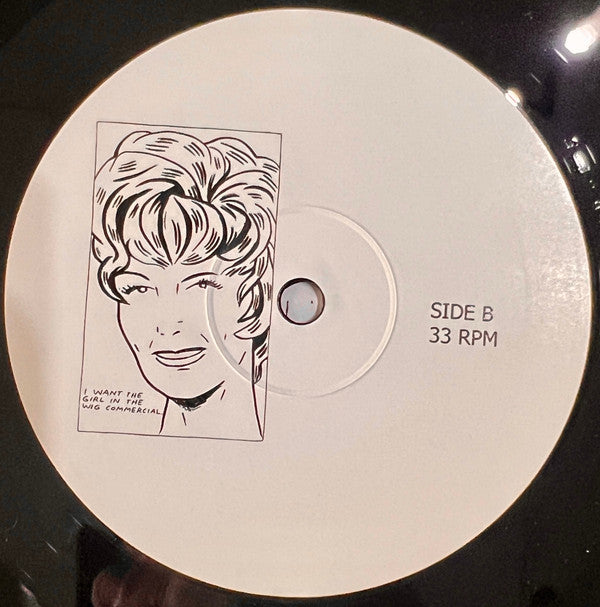 I WANT THE
GIRL IN THE
WIG COMMERCIAL
SIDE B
33 RPM